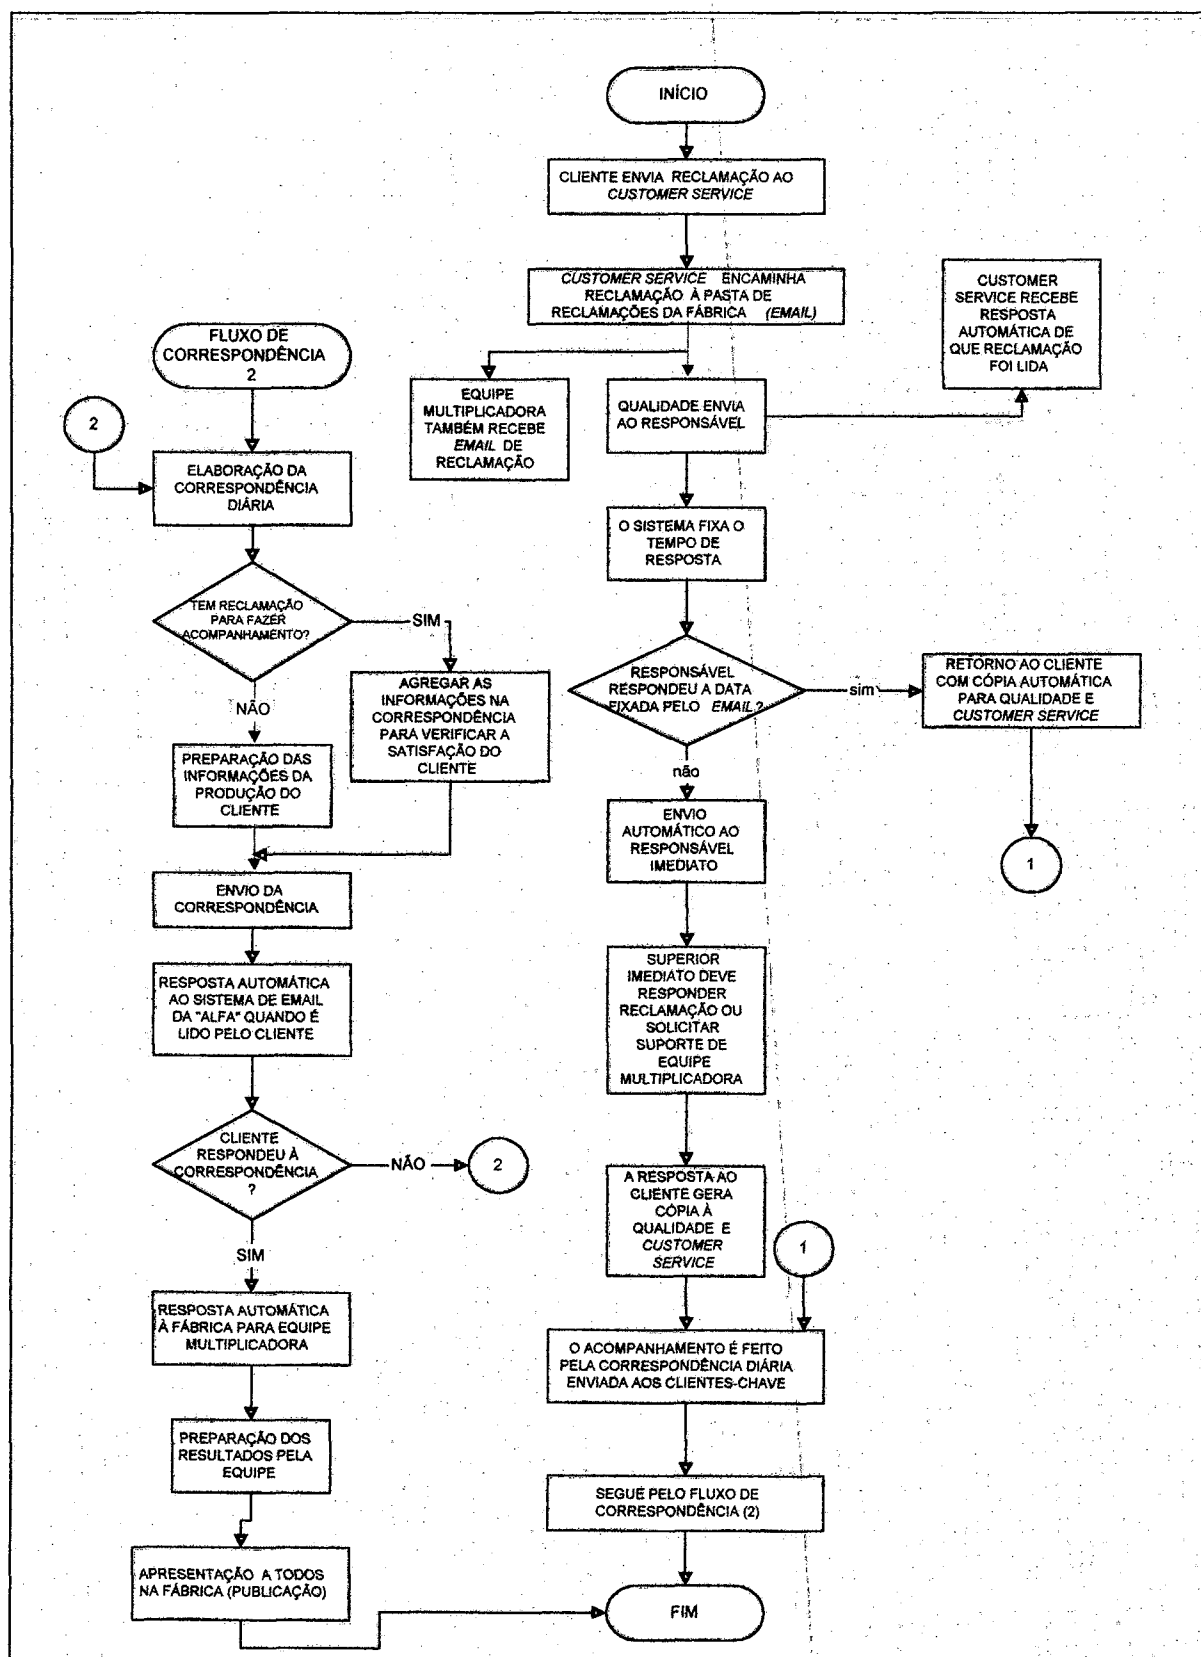 INÍCIO
CLIENTE ENVIA RECLAMAÇÃO AO
CUSTOMER SERVICE
CUSTOMER SERVICE ENCAMINHA
RECLAMAÇÃO À PASTA DE
RECLAMAÇÕES DA FÁBRICA (EMAIL)
CUSTOMER
SERVICE RECEBE
RESPOSTA
AUTOMÁTICA DE
QUE RECLAMAÇÃO
FOI LIDA
EQUIPE
MULTIPLICADORA
TAMBÉM RECEBE
EMAIL DE
RECLAMAÇÃO
QUALIDADE ENVIA
AO RESPONSÁVEL
O SISTEMA FIXA O
TEMPO DE
RESPOSTA
RESPONSÁVEL
RESPONDEU A DATA
FIXADA PELO EMAIL?
sim
RETORNO AO CLIENTE
COM CÓPIA AUTOMÁTICA
PARA QUALIDADE E
CUSTOMER SERVICE
1
não
ENVIO
AUTOMÁTICO AO
RESPONSÁVEL
IMEDIATO
SUPERIOR
IMEDIATO DEVE
RESPONDER
RECLAMAÇÃO OU
SOLICITAR
SUPORTE DE
EQUIPE
MULTIPLICADORA
A RESPOSTA AO
CLIENTE GERA
CÓPIA À
QUALIDADE E
CUSTOMER
SERVICE
1
O ACOMPANHAMENTO É FEITO
PELA CORRESPONDÊNCIA DIÁRIA
ENVIADA AOS CLIENTES-CHAVE
SEGUE PELO FLUXO DE
CORRESPONDÊNCIA (2)
FIM
FLUXO DE
CORRESPONDÊNCIA
2
2
ELABORAÇÃO DA
CORRESPONDÊNCIA
DIÁRIA
TEM RECLAMAÇÃO
PARA FAZER
ACOMPANHAMENTO?
SIM
AGREGAR AS
INFORMAÇÕES NA
CORRESPONDÊNCIA
PARA VERIFICAR A
SATISFAÇÃO DO
CLIENTE
NÃO
PREPARAÇÃO DAS
INFORMAÇÕES DA
PRODUÇÃO DO
CLIENTE
ENVIO DA
CORRESPONDÊNCIA
RESPOSTA AUTOMÁTICA
AO SISTEMA DE EMAIL
DA "ALFA" QUANDO É
LIDO PELO CLIENTE
CLIENTE
RESPONDEU À
CORRESPONDÊNCIA
?
NÃO
2
SIM
RESPOSTA AUTOMÁTICA
À FÁBRICA PARA EQUIPE
MULTIPLICADORA
PREPARAÇÃO DOS
RESULTADOS PELA
EQUIPE
APRESENTAÇÃO A TODOS
NA FÁBRICA (PUBLICAÇÃO)